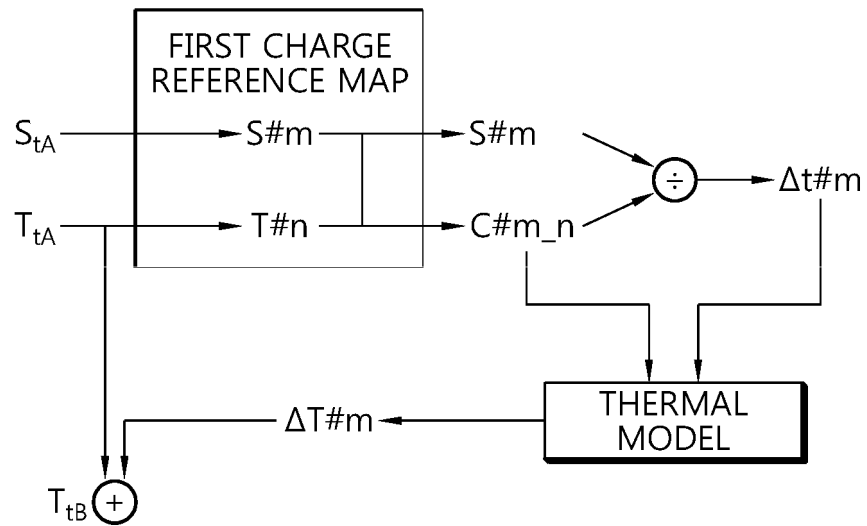 FIRST CHARGE
REFERENCE MAP
S_tA S#m S#m
÷ Δt#m
T_tA T#n C#m_n
THERMAL
MODEL
ΔT#m
T_tB +